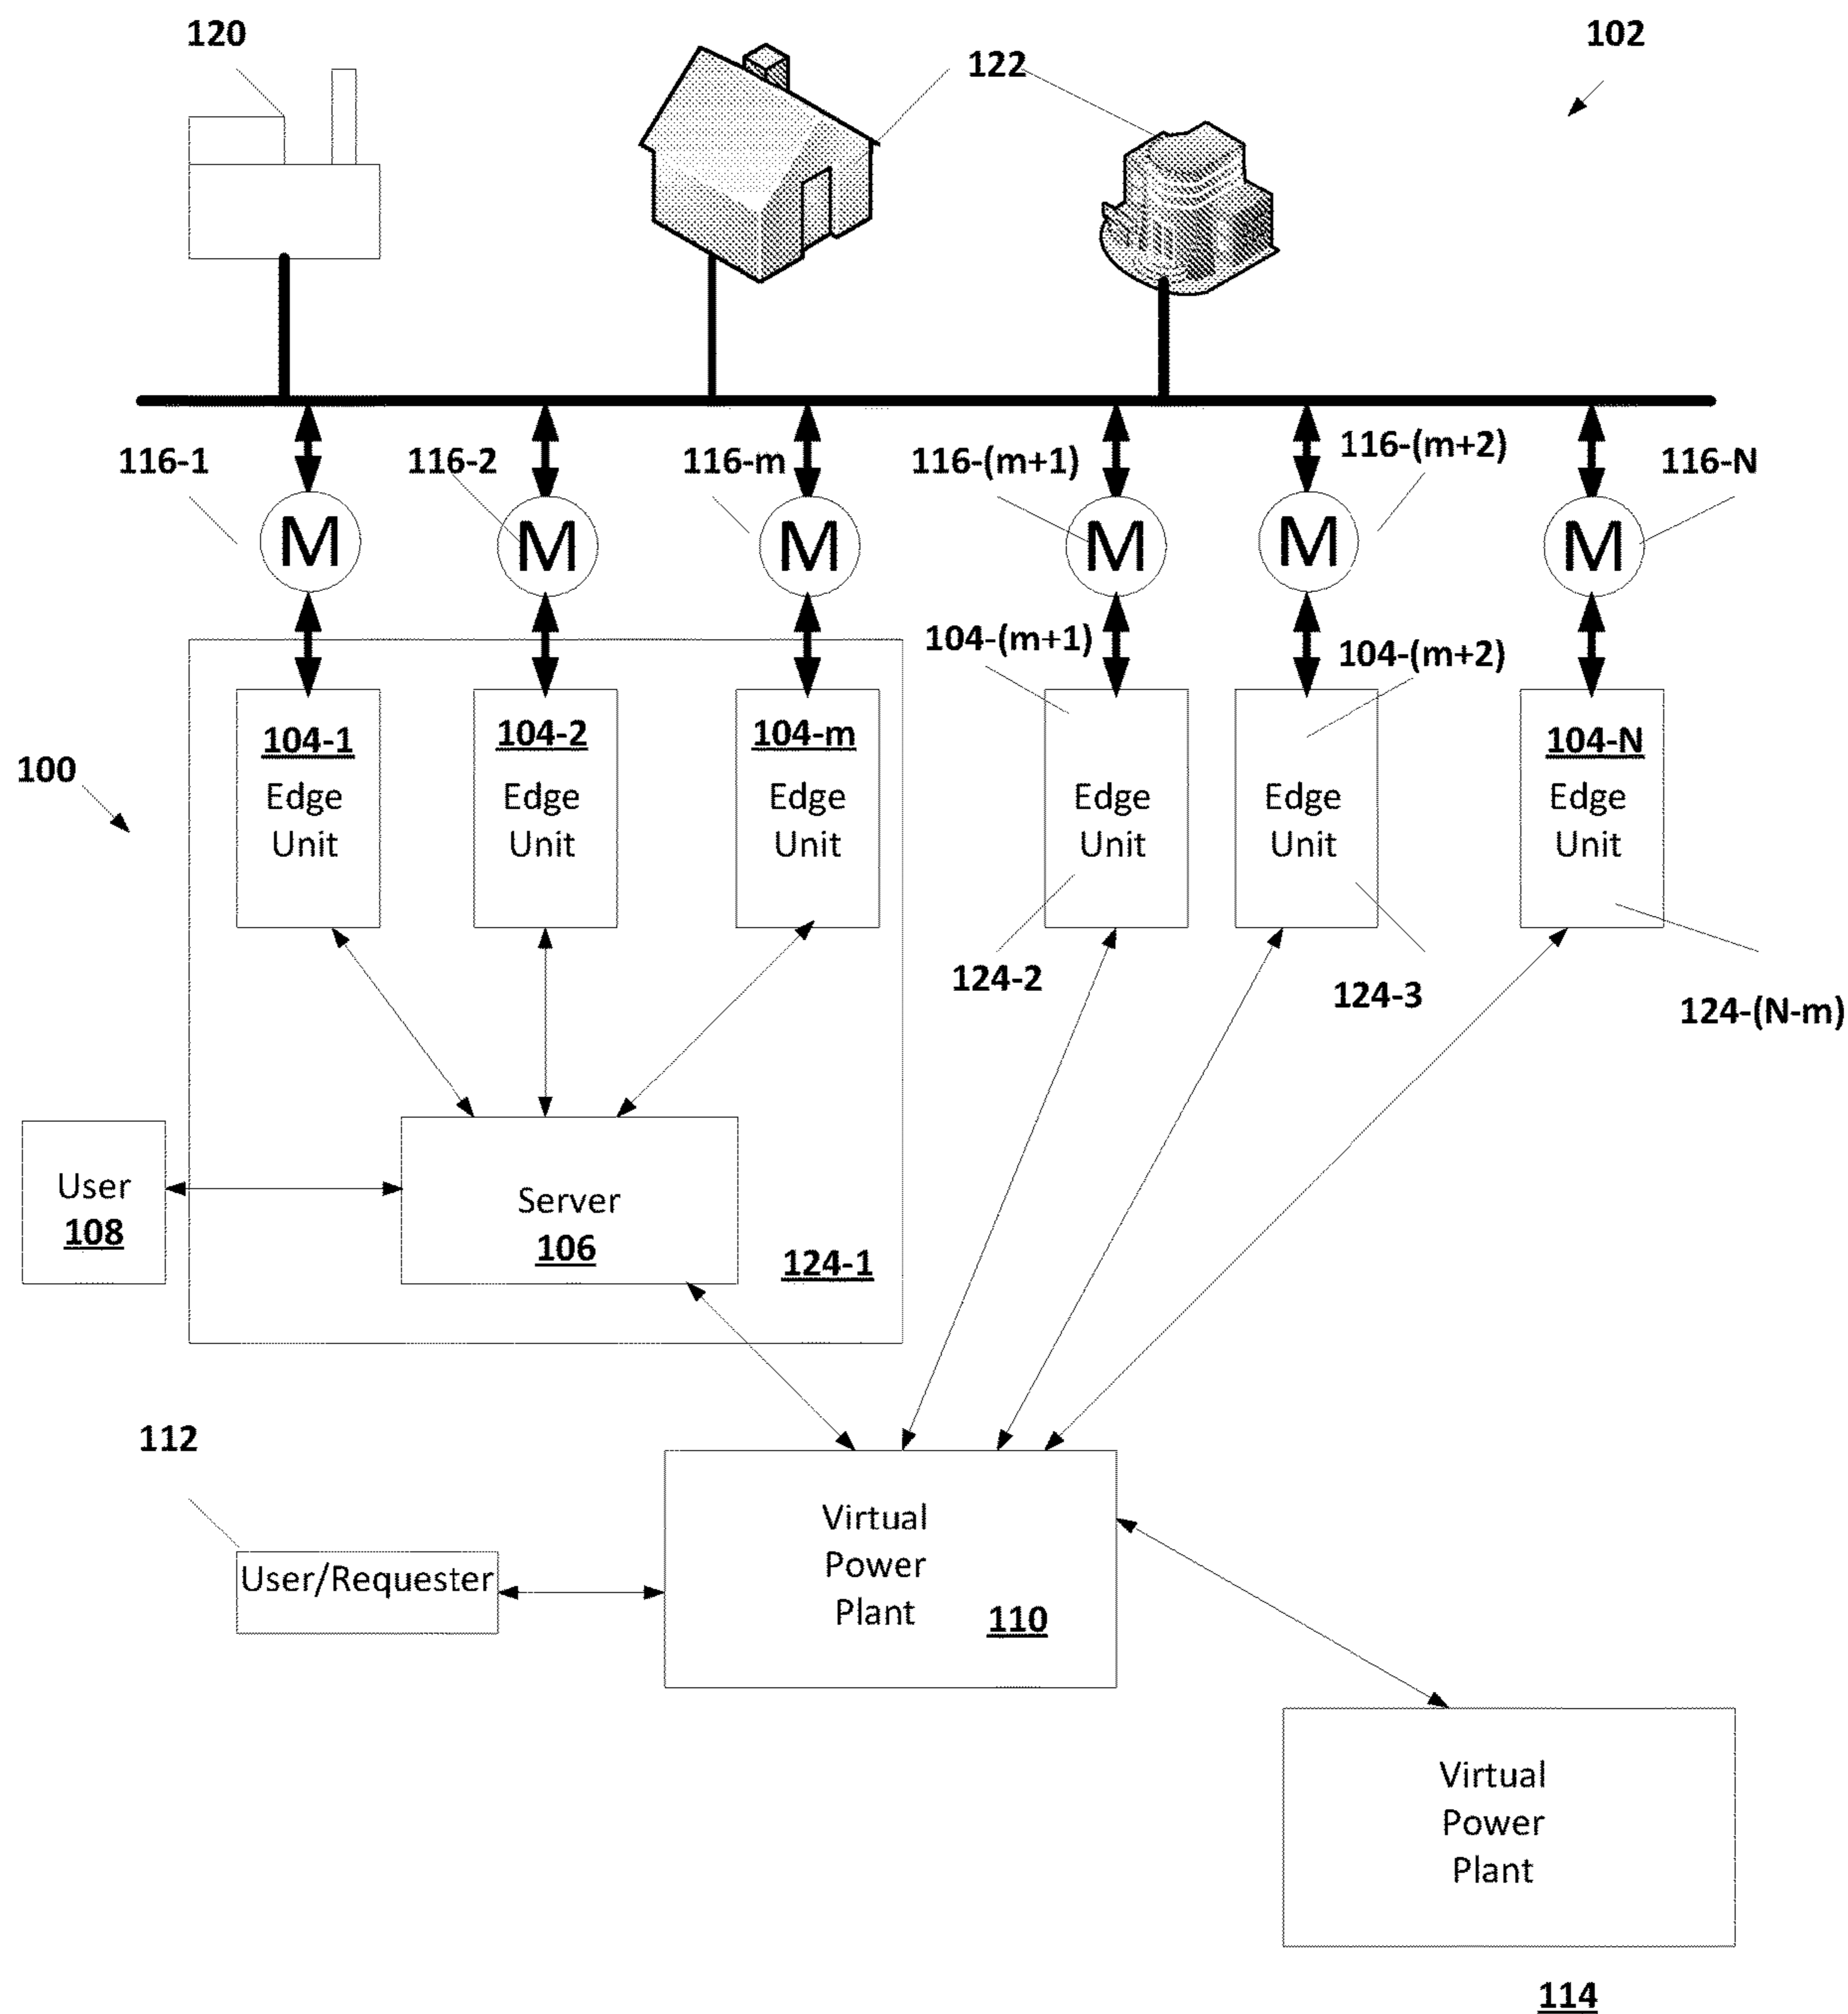 120
122
102
116-1
116-2
116-m
116-(m+1)
116-(m+2)
116-N
M
M
M
M
M
M
104-(m+1)
104-(m+2)
100
104-1
Edge
Unit
104-2
Edge
Unit
104-m
Edge
Unit
Edge
Unit
Edge
Unit
104-N
Edge
Unit
124-2
124-3
124-(N-m)
User
108
Server
106
124-1
112
User/Requester
Virtual
Power
Plant
110
Virtual
Power
Plant
114